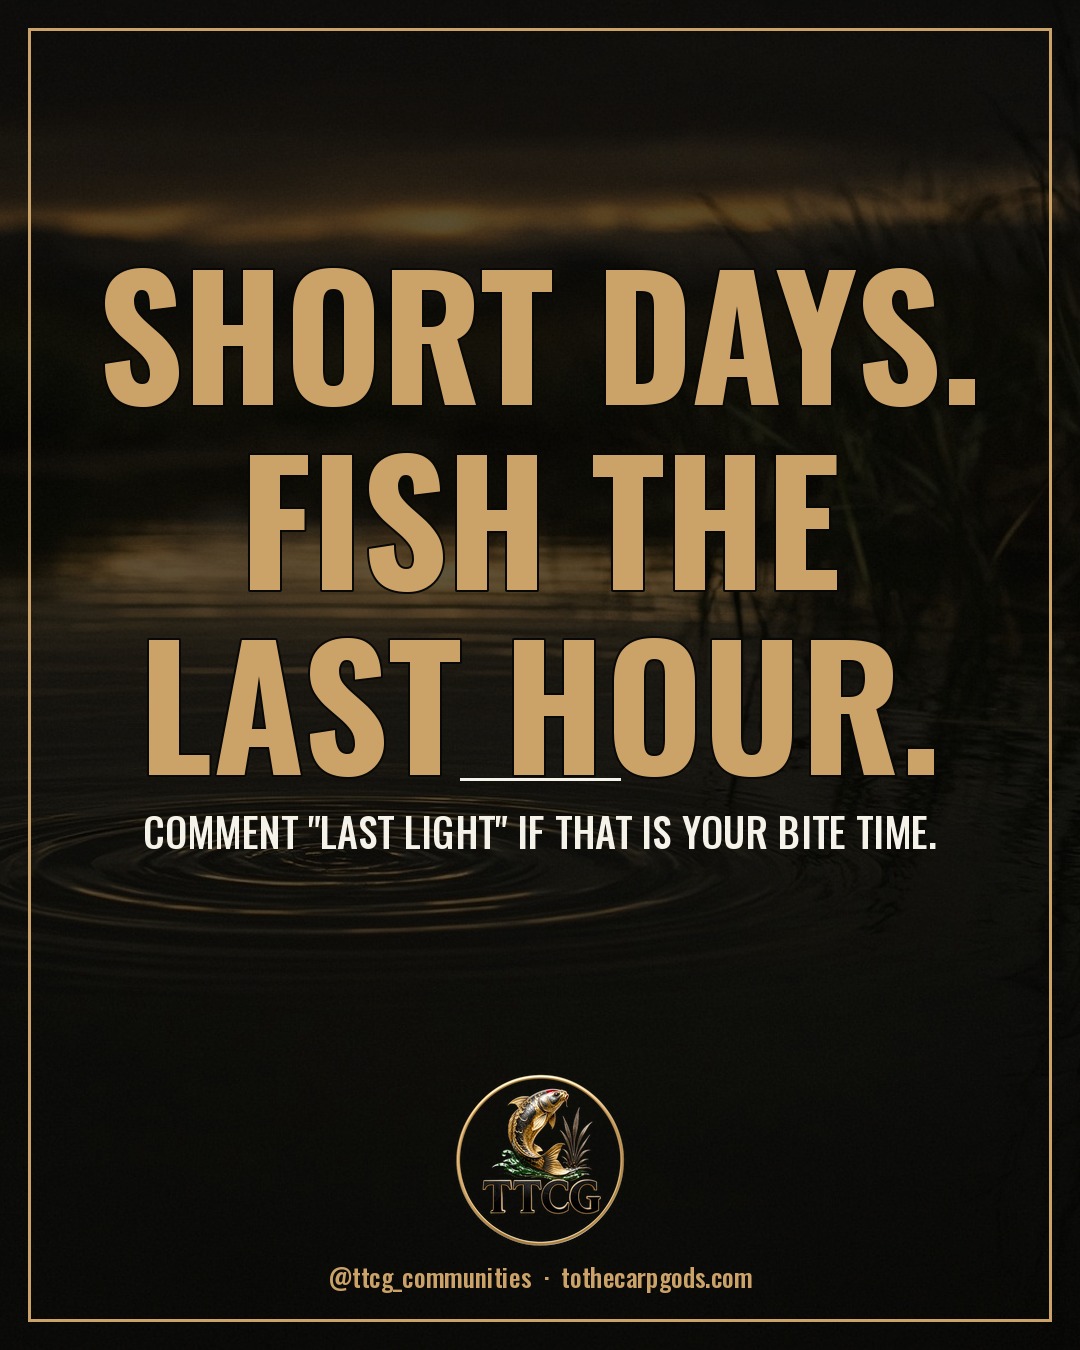 SHORT DAYS.
FISH THE
LAST HOUR.
COMMENT "LAST LIGHT" IF THAT IS YOUR BITE TIME.
TTCG
@ttcg_communities · tothecarpgods.com